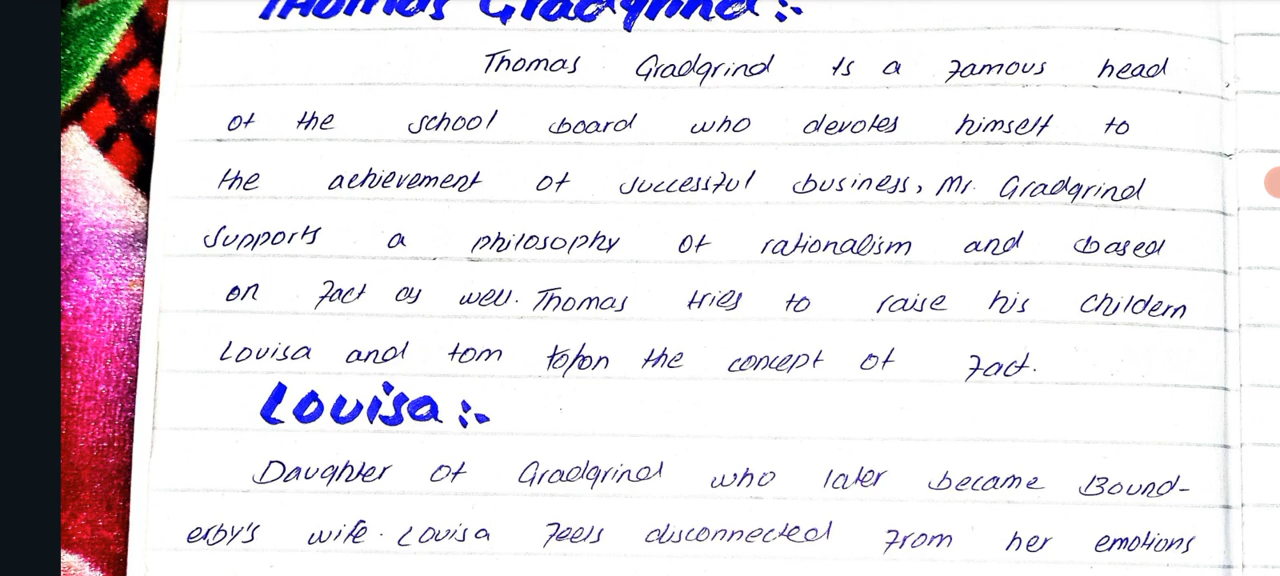 Thomas Gradgrind :-
Thomas Gradgrind is a famous head
of the school board who devotes himself to
the achievement of successful business, Mr. Gradgrind
supports a philosophy of rationalism and based
on fact as well. Thomas tries to raise his childern
Louisa and tom on the concept of fact.
Louisa :-
Daughter of Gradgrind who later became Bound-
erby's wife. Louisa feels disconnected from her emotions